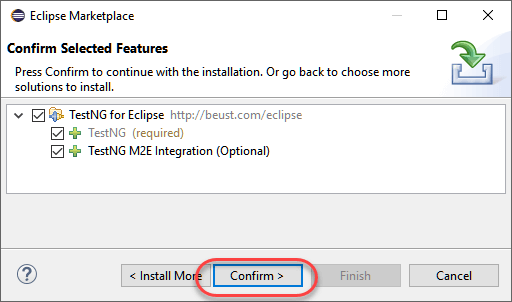 Eclipse Marketplace
Confirm Selected Features
Press Confirm to continue with the installation. Or go back to choose more
solutions to install.
TestNG for Eclipse http://beust.com/eclipse
TestNG (required)
TestNG M2E Integration (Optional)
< Install More
Confirm >
Finish
Cancel